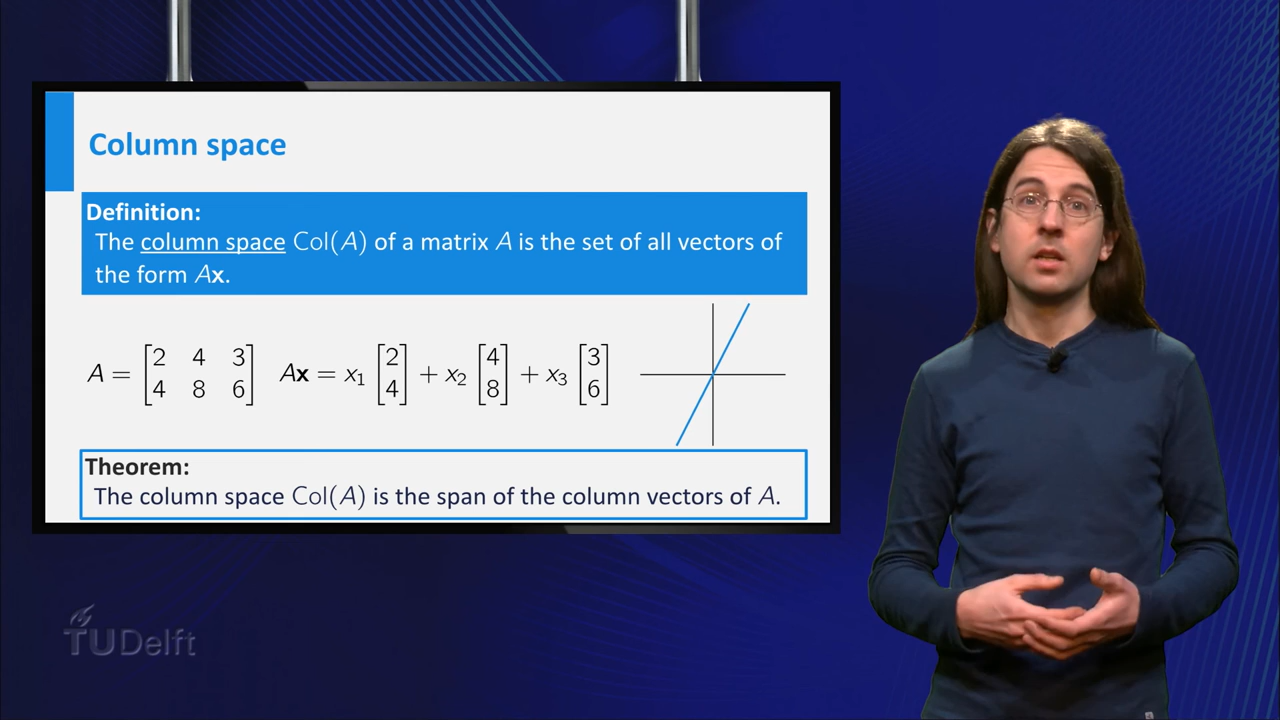 Column space
Definition:
The column space Col(A) of a matrix A is the set of all vectors of
the form Ax.
A = [2 4 3
4 8 6] Ax = x₁ [2
4] + x₂ [4
8] + x₃ [3
6]
Theorem:
The column space Col(A) is the span of the column vectors of A.
TUDelft